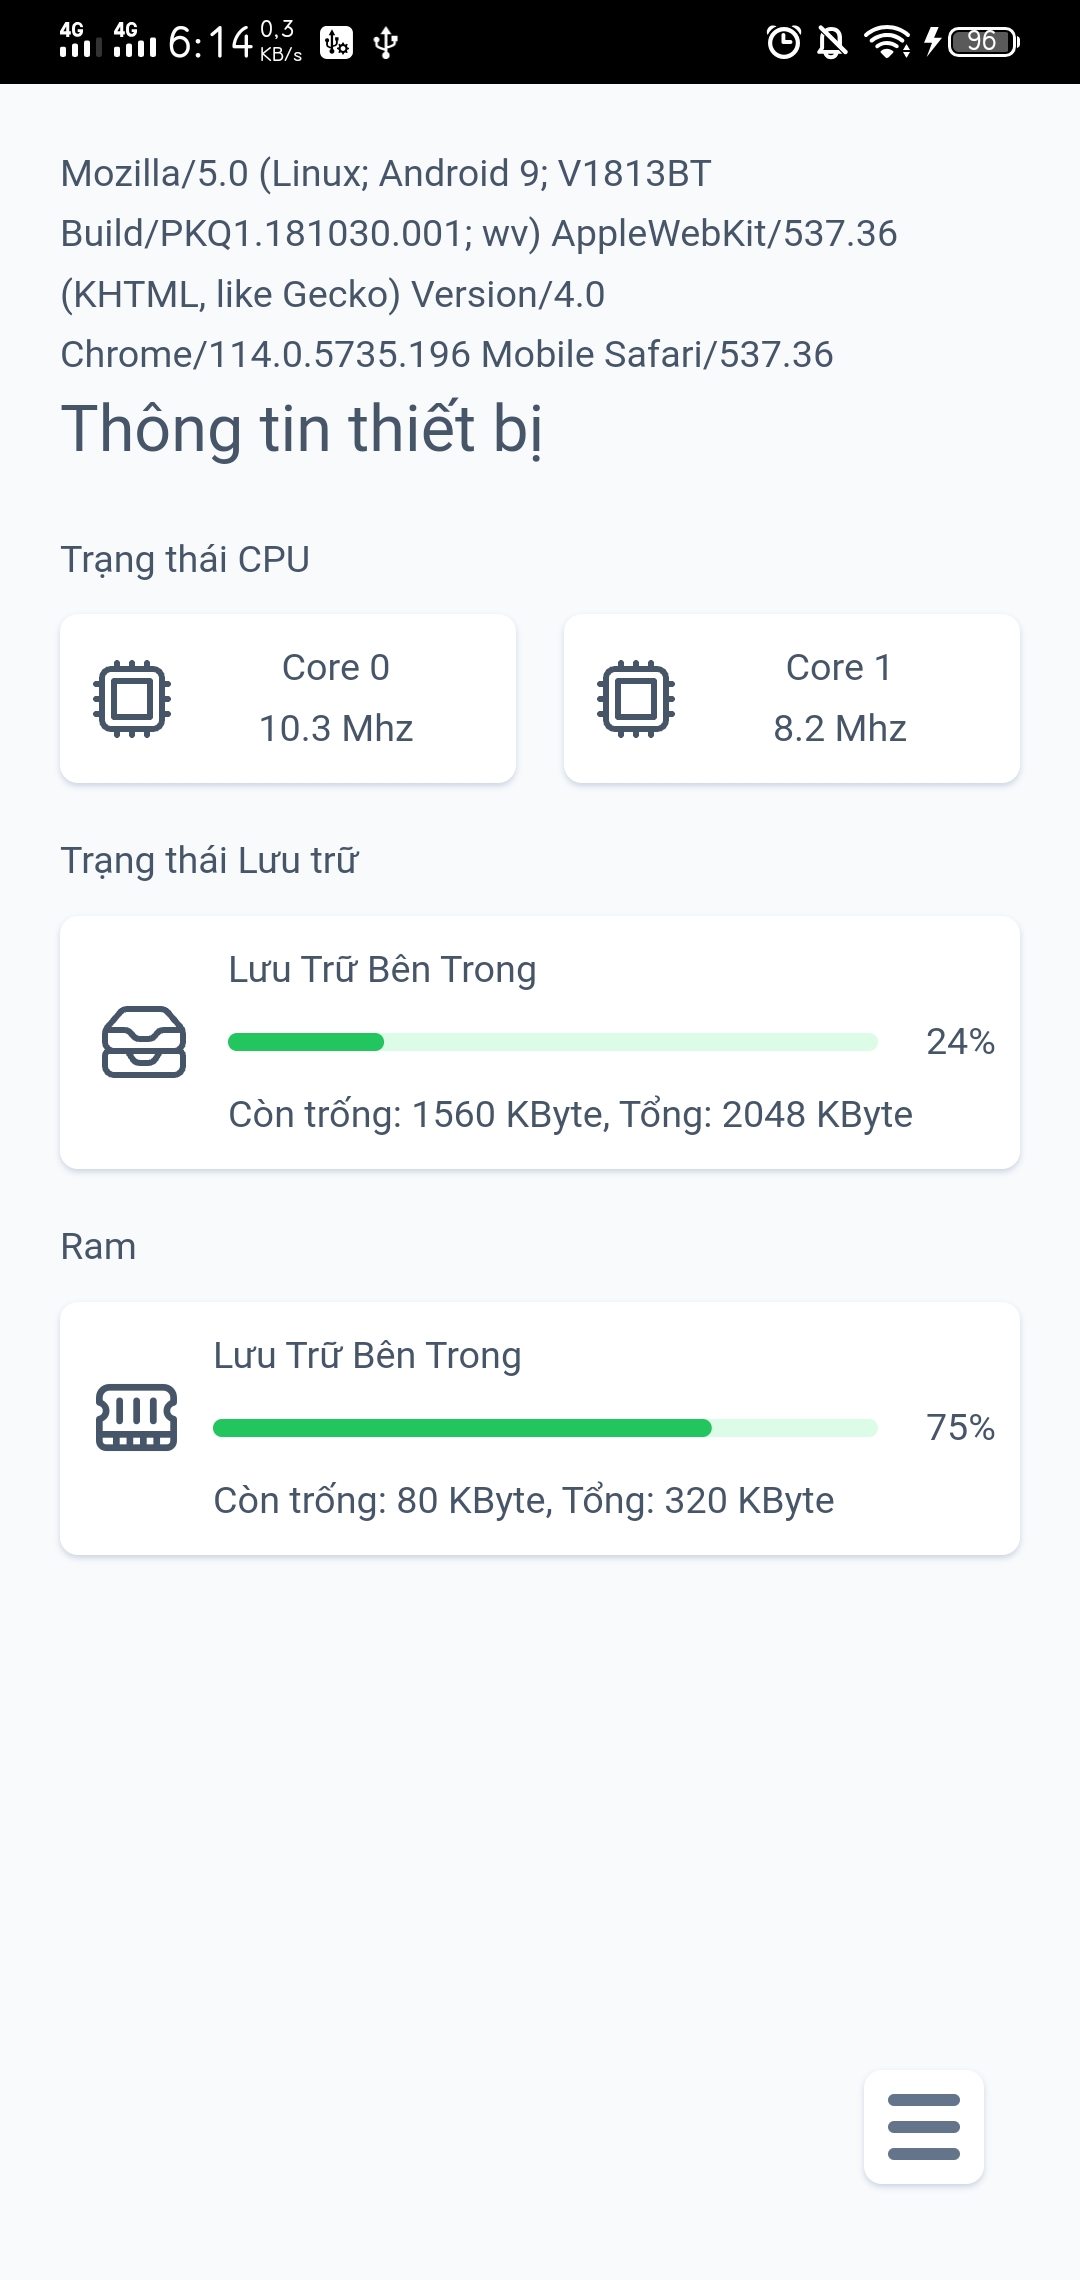 4G 4G 6:14 0,3 KB/s 96
Mozilla/5.0 (Linux; Android 9; V1813BT
Build/PKQ1.181030.001; wv) AppleWebKit/537.36
(KHTML, like Gecko) Version/4.0
Chrome/114.0.5735.196 Mobile Safari/537.36
Thông tin thiết bị
Trạng thái CPU
Core 0
10.3 Mhz
Core 1
8.2 Mhz
Trạng thái Lưu trữ
Lưu Trữ Bên Trong
24%
Còn trống: 1560 KByte, Tổng: 2048 KByte
Ram
Lưu Trữ Bên Trong
75%
Còn trống: 80 KByte, Tổng: 320 KByte